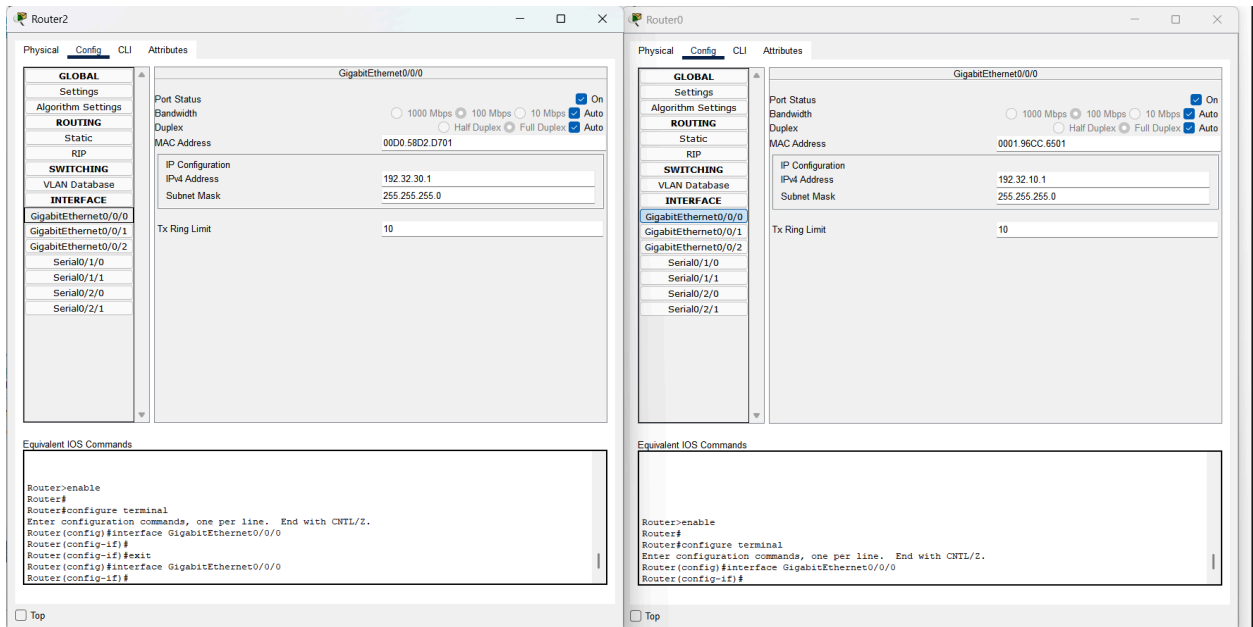 Router2
Physical Config CLI Attributes
GLOBAL
Settings
Algorithm Settings
ROUTING
Static
RIP
SWITCHING
VLAN Database
INTERFACE
GigabitEthernet0/0/0
GigabitEthernet0/0/1
GigabitEthernet0/0/2
Serial0/1/0
Serial0/1/1
Serial0/2/0
Serial0/2/1
GigabitEthernet0/0/0
Port Status On
Bandwidth 1000 Mbps 100 Mbps 10 Mbps Auto
Duplex Half Duplex Full Duplex Auto
MAC Address 00D0.58D2.D701
IP Configuration
IPv4 Address 192.32.30.1
Subnet Mask 255.255.255.0
Tx Ring Limit 10
Equivalent IOS Commands
Router>enable
Router#
Router#configure terminal
Enter configuration commands, one per line. End with CNTL/Z.
Router(config)#interface GigabitEthernet0/0/0
Router(config-if)#
Router(config-if)#exit
Router(config)#interface GigabitEthernet0/0/0
Router(config-if)#
Top
Router0
Physical Config CLI Attributes
GLOBAL
Settings
Algorithm Settings
ROUTING
Static
RIP
SWITCHING
VLAN Database
INTERFACE
GigabitEthernet0/0/0
GigabitEthernet0/0/1
GigabitEthernet0/0/2
Serial0/1/0
Serial0/1/1
Serial0/2/0
Serial0/2/1
GigabitEthernet0/0/0
Port Status On
Bandwidth 1000 Mbps 100 Mbps 10 Mbps Auto
Duplex Half Duplex Full Duplex Auto
MAC Address 0001.96CC.6501
IP Configuration
IPv4 Address 192.32.10.1
Subnet Mask 255.255.255.0
Tx Ring Limit 10
Equivalent IOS Commands
Router>enable
Router#
Router#configure terminal
Enter configuration commands, one per line. End with CNTL/Z.
Router(config)#interface GigabitEthernet0/0/0
Router(config-if)#
Top